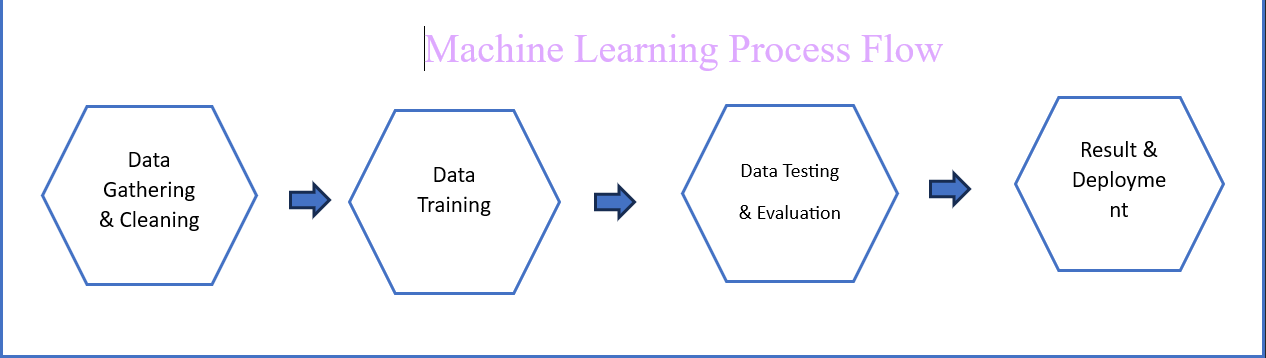 Machine Learning Process Flow
Data
Gathering
& Cleaning
Data
Training
Data Testing
& Evaluation
Result &
Deployme
nt